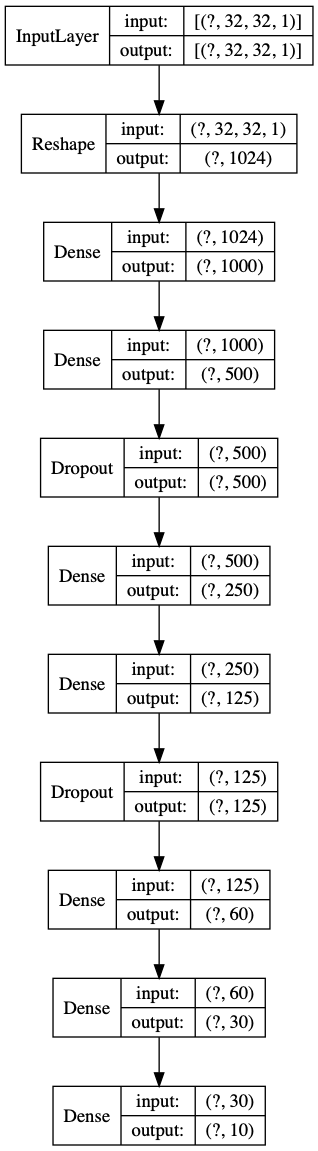 InputLayer input: [(?, 32, 32, 1)]
output: [(?, 32, 32, 1)]
Reshape input: (?, 32, 32, 1)
output: (?, 1024)
Dense input: (?, 1024)
output: (?, 1000)
Dense input: (?, 1000)
output: (?, 500)
Dropout input: (?, 500)
output: (?, 500)
Dense input: (?, 500)
output: (?, 250)
Dense input: (?, 250)
output: (?, 125)
Dropout input: (?, 125)
output: (?, 125)
Dense input: (?, 125)
output: (?, 60)
Dense input: (?, 60)
output: (?, 30)
Dense input: (?, 30)
output: (?, 10)